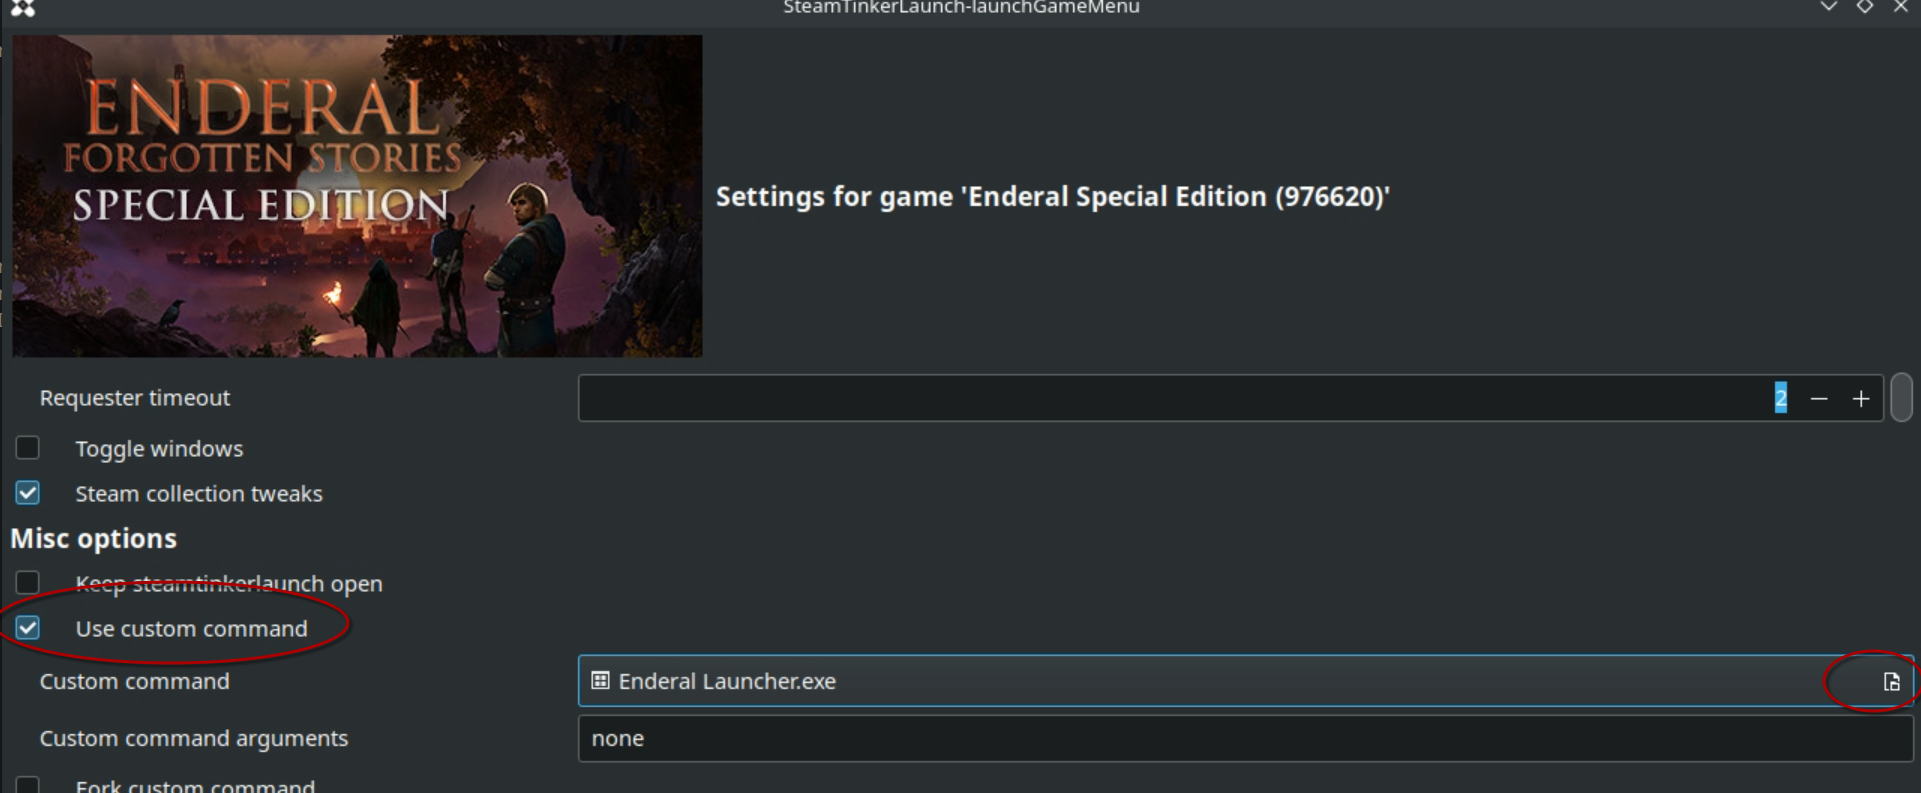 SteamTinkerLaunch-launchGameMenu
ENDERAL
FORGOTTEN STORIES
SPECIAL EDITION
Settings for game 'Enderal Special Edition (976620)'
Requester timeout
2
Toggle windows
Steam collection tweaks
Misc options
Keep steamtinkerlaunch open
Use custom command
Custom command
Enderal Launcher.exe
Custom command arguments
none
Fork custom command